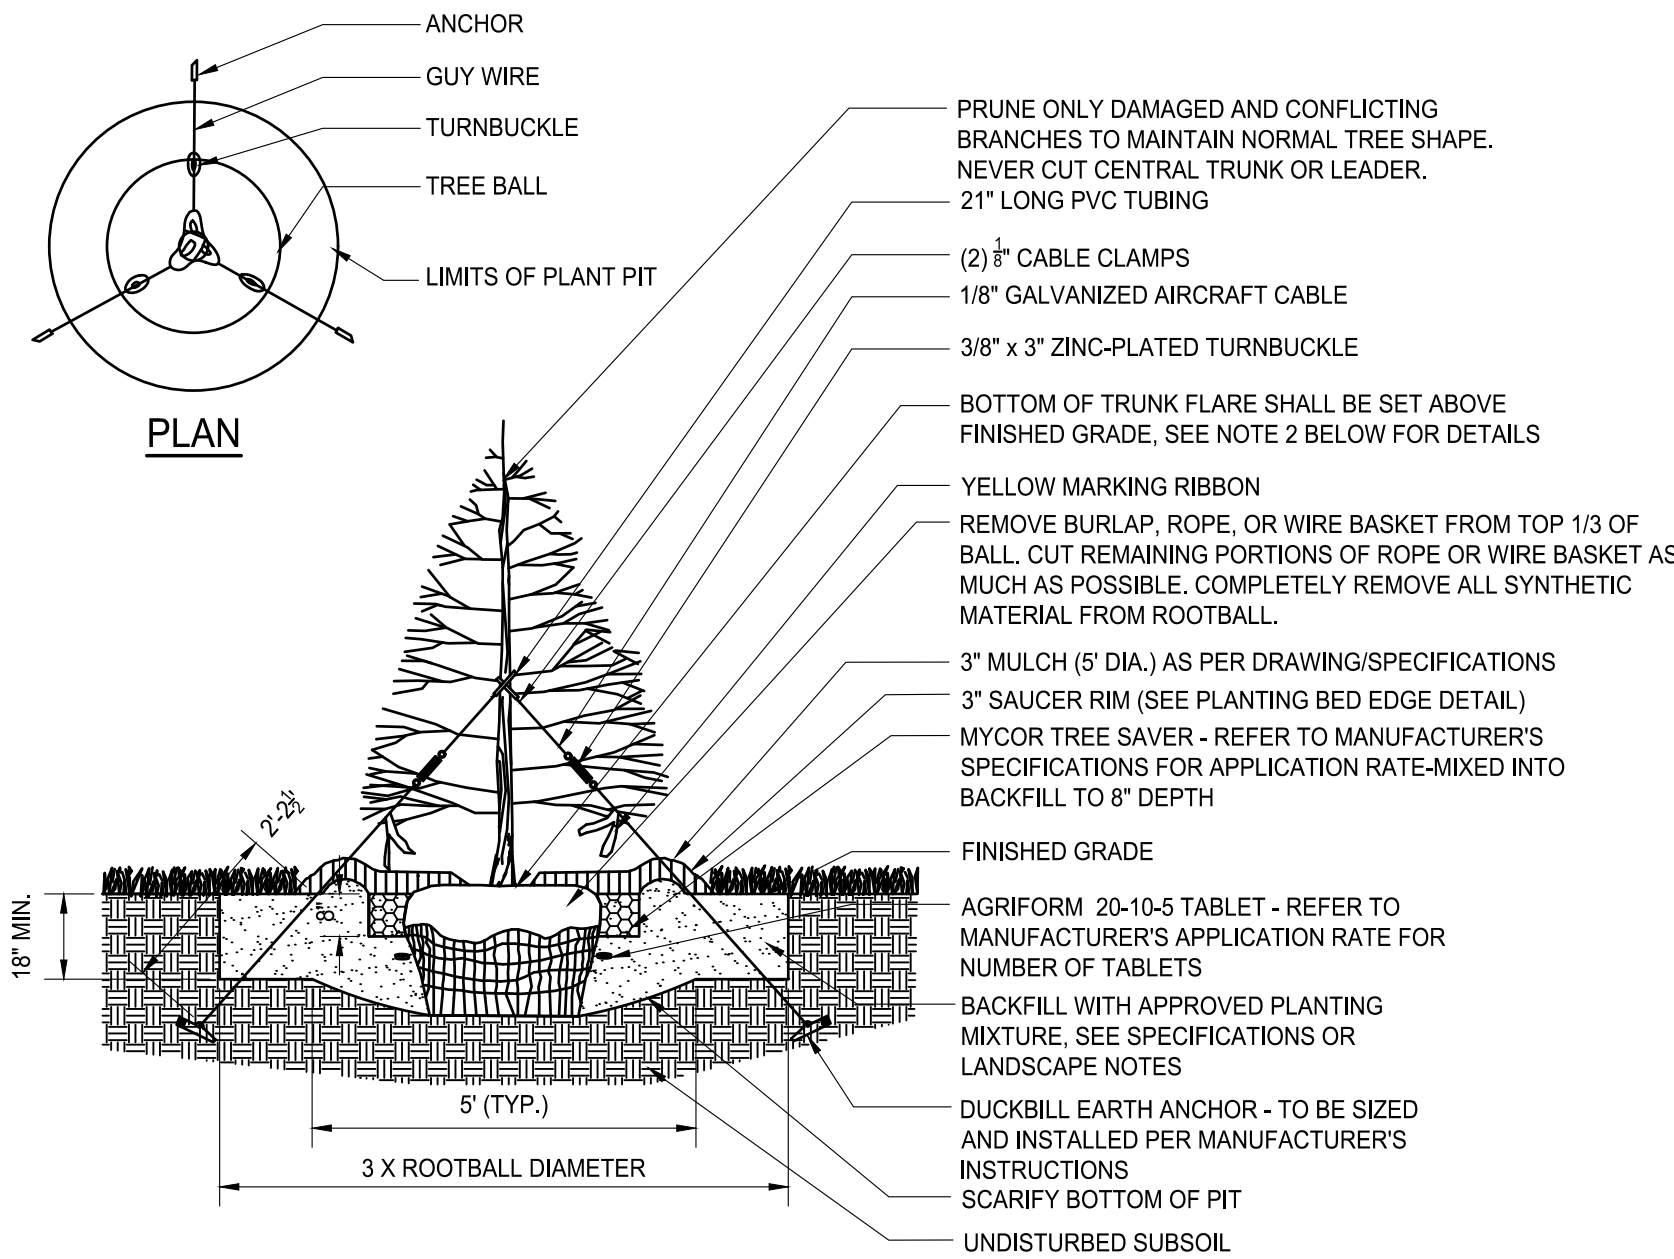 ANCHOR
GUY WIRE
TURNBUCKLE
TREE BALL
LIMITS OF PLANT PIT
PLAN
PRUNE ONLY DAMAGED AND CONFLICTING
BRANCHES TO MAINTAIN NORMAL TREE SHAPE.
NEVER CUT CENTRAL TRUNK OR LEADER.
21" LONG PVC TUBING
(2) 1/8" CABLE CLAMPS
1/8" GALVANIZED AIRCRAFT CABLE
3/8" x 3" ZINC-PLATED TURNBUCKLE
BOTTOM OF TRUNK FLARE SHALL BE SET ABOVE
FINISHED GRADE, SEE NOTE 2 BELOW FOR DETAILS
YELLOW MARKING RIBBON
REMOVE BURLAP, ROPE, OR WIRE BASKET FROM TOP 1/3 OF
BALL. CUT REMAINING PORTIONS OF ROPE OR WIRE BASKET AS
MUCH AS POSSIBLE. COMPLETELY REMOVE ALL SYNTHETIC
MATERIAL FROM ROOTBALL.
3" MULCH (5' DIA.) AS PER DRAWING/SPECIFICATIONS
3" SAUCER RIM (SEE PLANTING BED EDGE DETAIL)
MYCOR TREE SAVER - REFER TO MANUFACTURER'S
SPECIFICATIONS FOR APPLICATION RATE-MIXED INTO
BACKFILL TO 8" DEPTH
FINISHED GRADE
AGRIFORM 20-10-5 TABLET - REFER TO
MANUFACTURER'S APPLICATION RATE FOR
NUMBER OF TABLETS
BACKFILL WITH APPROVED PLANTING
MIXTURE, SEE SPECIFICATIONS OR
LANDSCAPE NOTES
DUCKBILL EARTH ANCHOR - TO BE SIZED
AND INSTALLED PER MANUFACTURER'S
INSTRUCTIONS
SCARIFY BOTTOM OF PIT
UNDISTURBED SUBSOIL
2'-2 1/2'
18" MIN.
8"
5' (TYP.)
3 X ROOTBALL DIAMETER